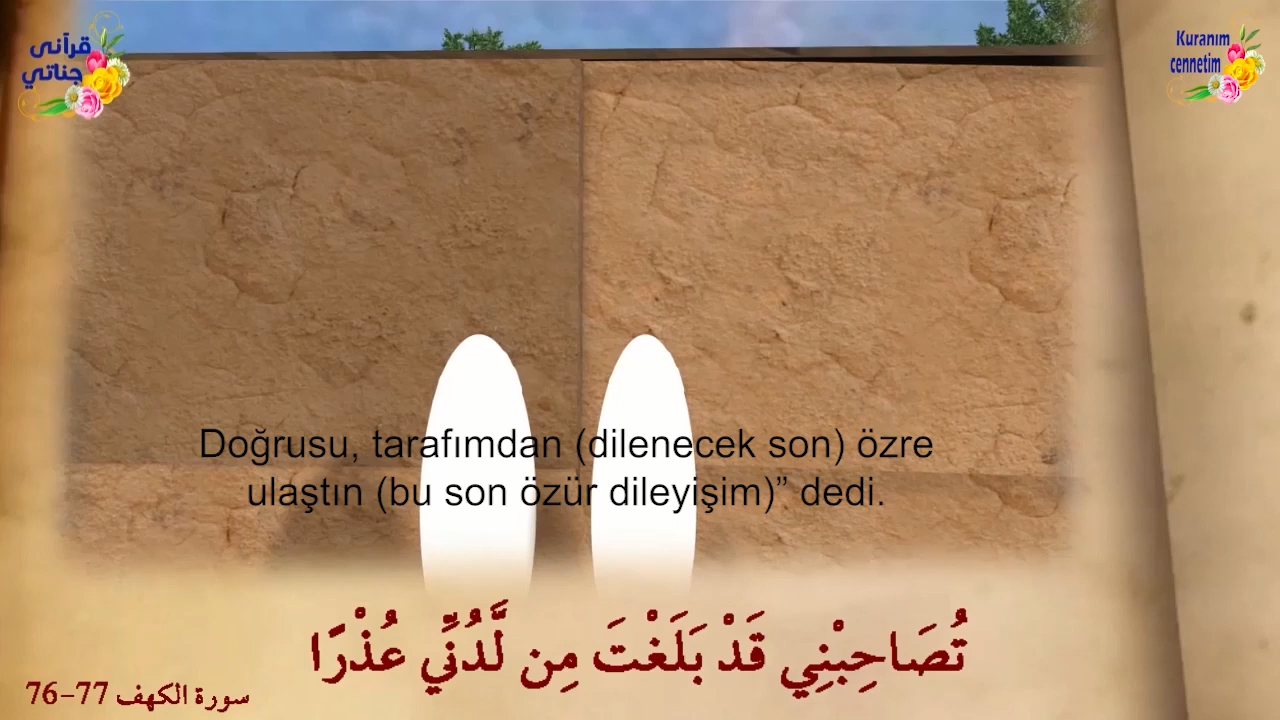 قرآنى
جناتي
Kuranım
cennetim
Doğrusu, tarafımdan (dilenecek son) özre
ulaştın (bu son özür dileyişim)” dedi.
تُصَاحِبْنِي قَدْ بَلَغْتَ مِن لَّدُنِّي عُذْرًا
سورة الكهف 77-76